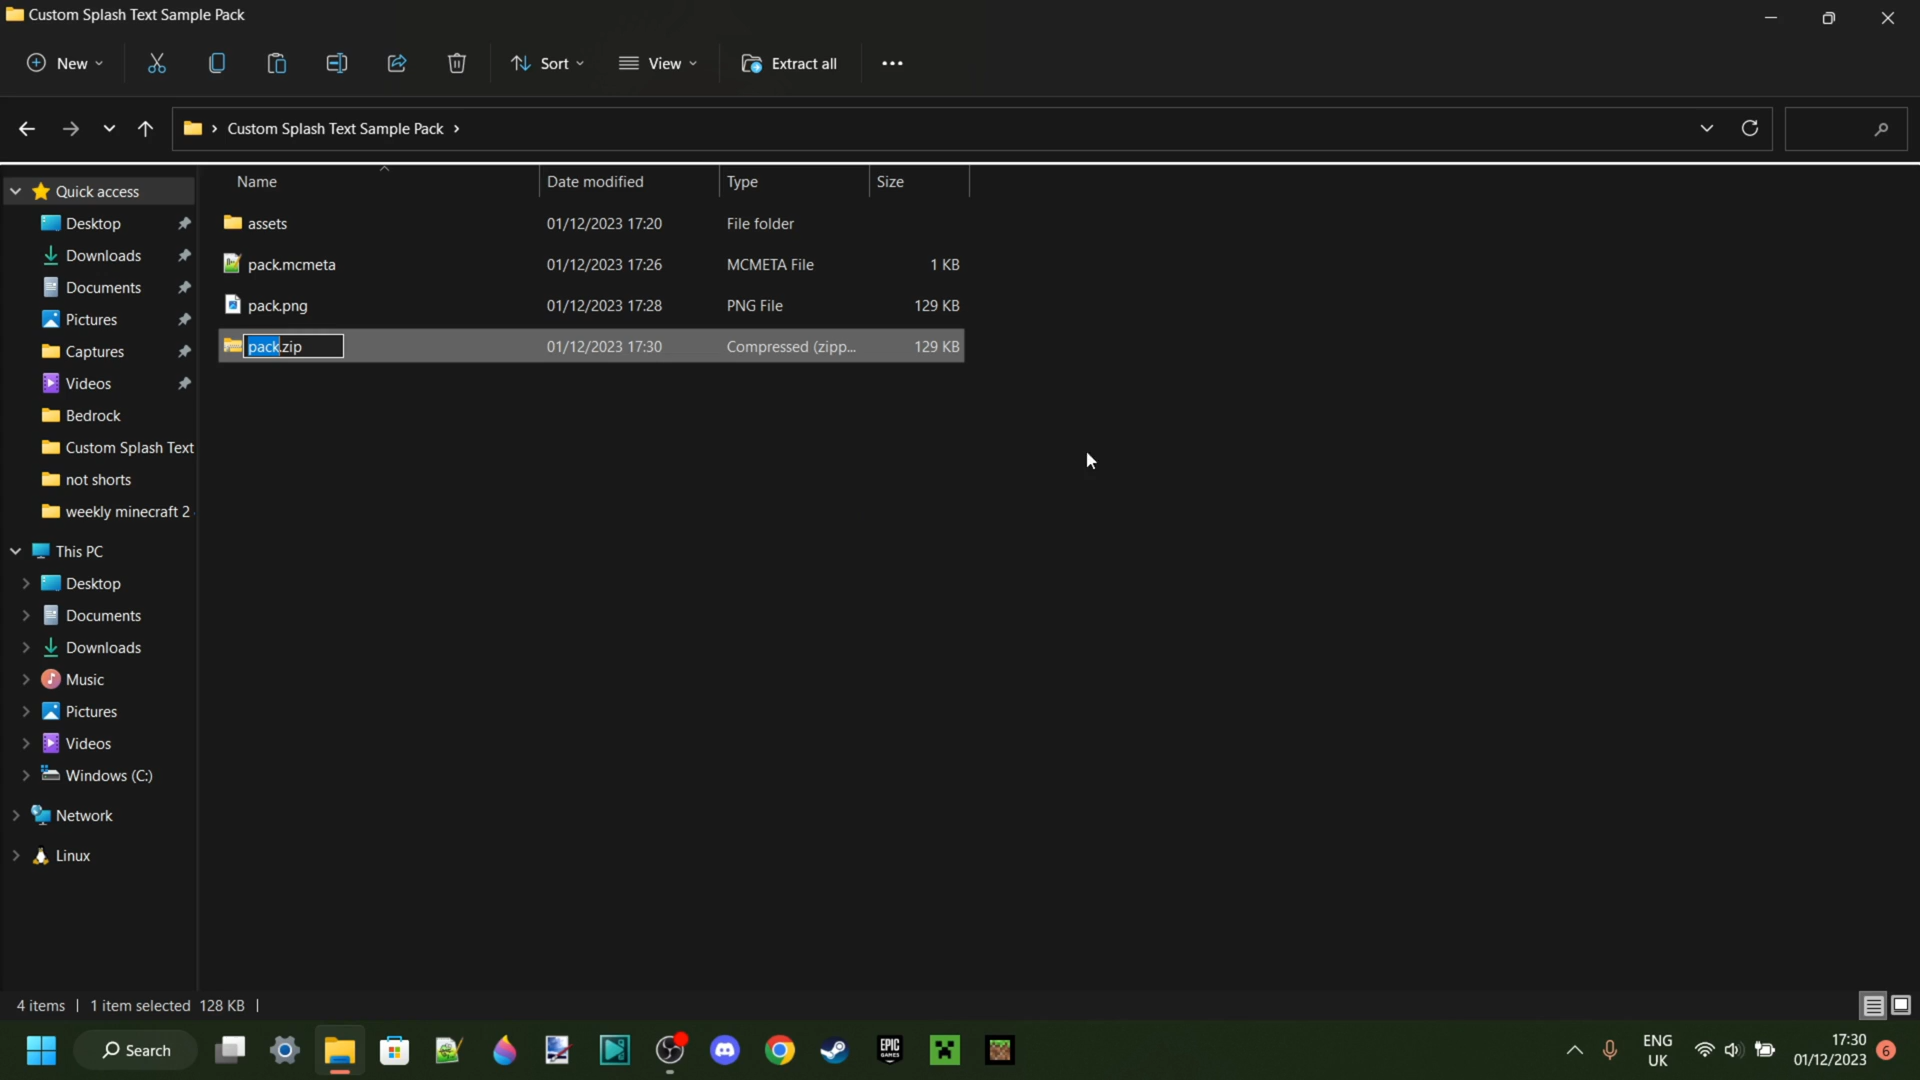 Custom Splash Text Sample Pack
New
Sort
View
Extract all
Custom Splash Text Sample Pack
Name Date modified Type Size
assets 01/12/2023 17:20 File folder
pack.mcmeta 01/12/2023 17:26 MCMETA File 1 KB
pack.png 01/12/2023 17:28 PNG File 129 KB
pack.zip 01/12/2023 17:30 Compressed (zipp... 129 KB
Quick access
Desktop
Downloads
Documents
Pictures
Captures
Videos
Bedrock
Custom Splash Text
not shorts
weekly minecraft 2
This PC
Desktop
Documents
Downloads
Music
Pictures
Videos
Windows (C:)
Network
Linux
4 items 1 item selected 128 KB
Search
EPIC GAMES
ENG
UK
17:30
01/12/2023
6